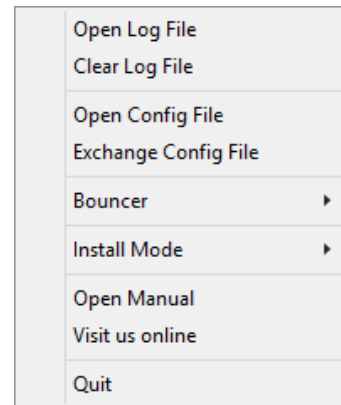 Open Log File
Clear Log File
Open Config File
Exchange Config File
Bouncer
Install Mode
Open Manual
Visit us online
Quit